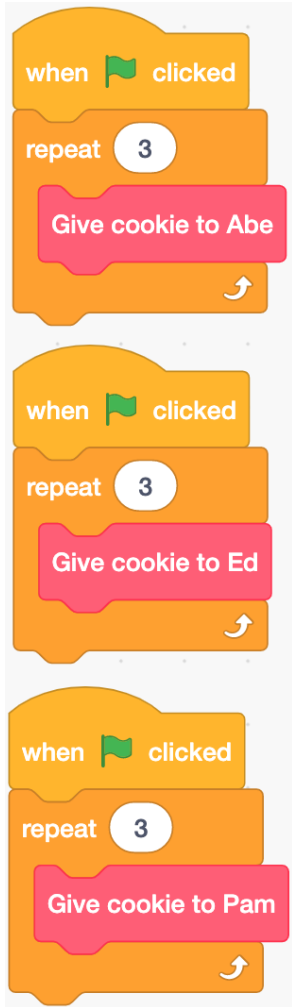 when clicked
repeat 3
Give cookie to Abe
when clicked
repeat 3
Give cookie to Ed
when clicked
repeat 3
Give cookie to Pam